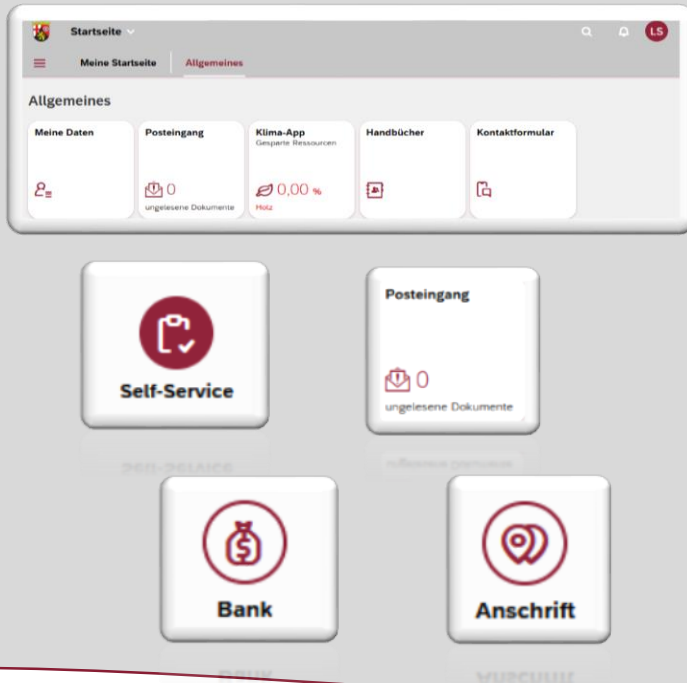 Startseite
LS
Meine Startseite
Allgemeines
Allgemeines
Meine Daten
Posteingang
0
ungelesene Dokumente
Klima-App
Gesparte Ressourcen
0,00 %
Holz
Handbücher
Kontaktformular
Self-Service
Posteingang
0
ungelesene Dokumente
Bank
Anschrift